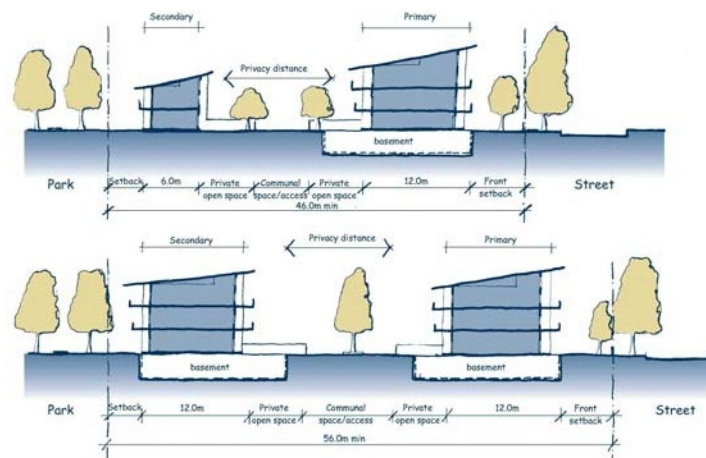 Secondary
Primary
Privacy distance
basement
Park
Setback
6.0m
Private
open space
Communal
space/access
Private
open space
12.0m
Front
setback
Street
46.0m min
Secondary
Privacy distance
Primary
basement
basement
Park
Setback
12.0m
Private
open space
Communal
space/access
Private
open space
12.0m
Front
setback
Street
56.0m min